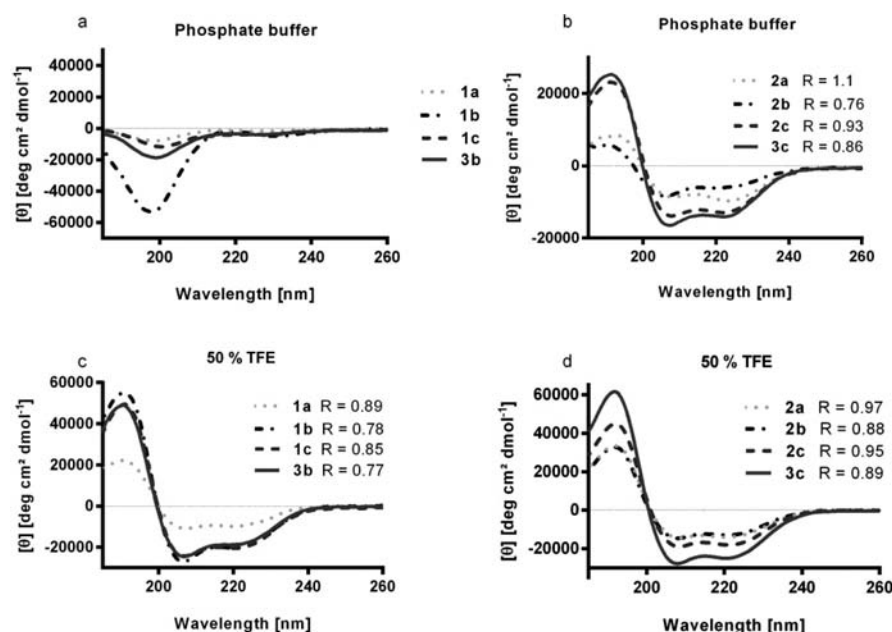 a
Phosphate buffer
40000
20000
0
-20000
-40000
-60000
[θ] [deg cm² dmol⁻¹]
200
220
240
260
Wavelength [nm]
1a
1b
1c
3b
b
Phosphate buffer
20000
0
-20000
[θ] [deg cm² dmol⁻¹]
200
220
240
260
Wavelength [nm]
2a R = 1.1
2b R = 0.76
2c R = 0.93
3c R = 0.86
c
50 % TFE
60000
40000
20000
0
-20000
[θ] [deg cm² dmol⁻¹]
200
220
240
260
Wavelength [nm]
1a R = 0.89
1b R = 0.78
1c R = 0.85
3b R = 0.77
d
50 % TFE
60000
40000
20000
0
-20000
[θ] [deg cm² dmol⁻¹]
200
220
240
260
Wavelength [nm]
2a R = 0.97
2b R = 0.88
2c R = 0.95
3c R = 0.89